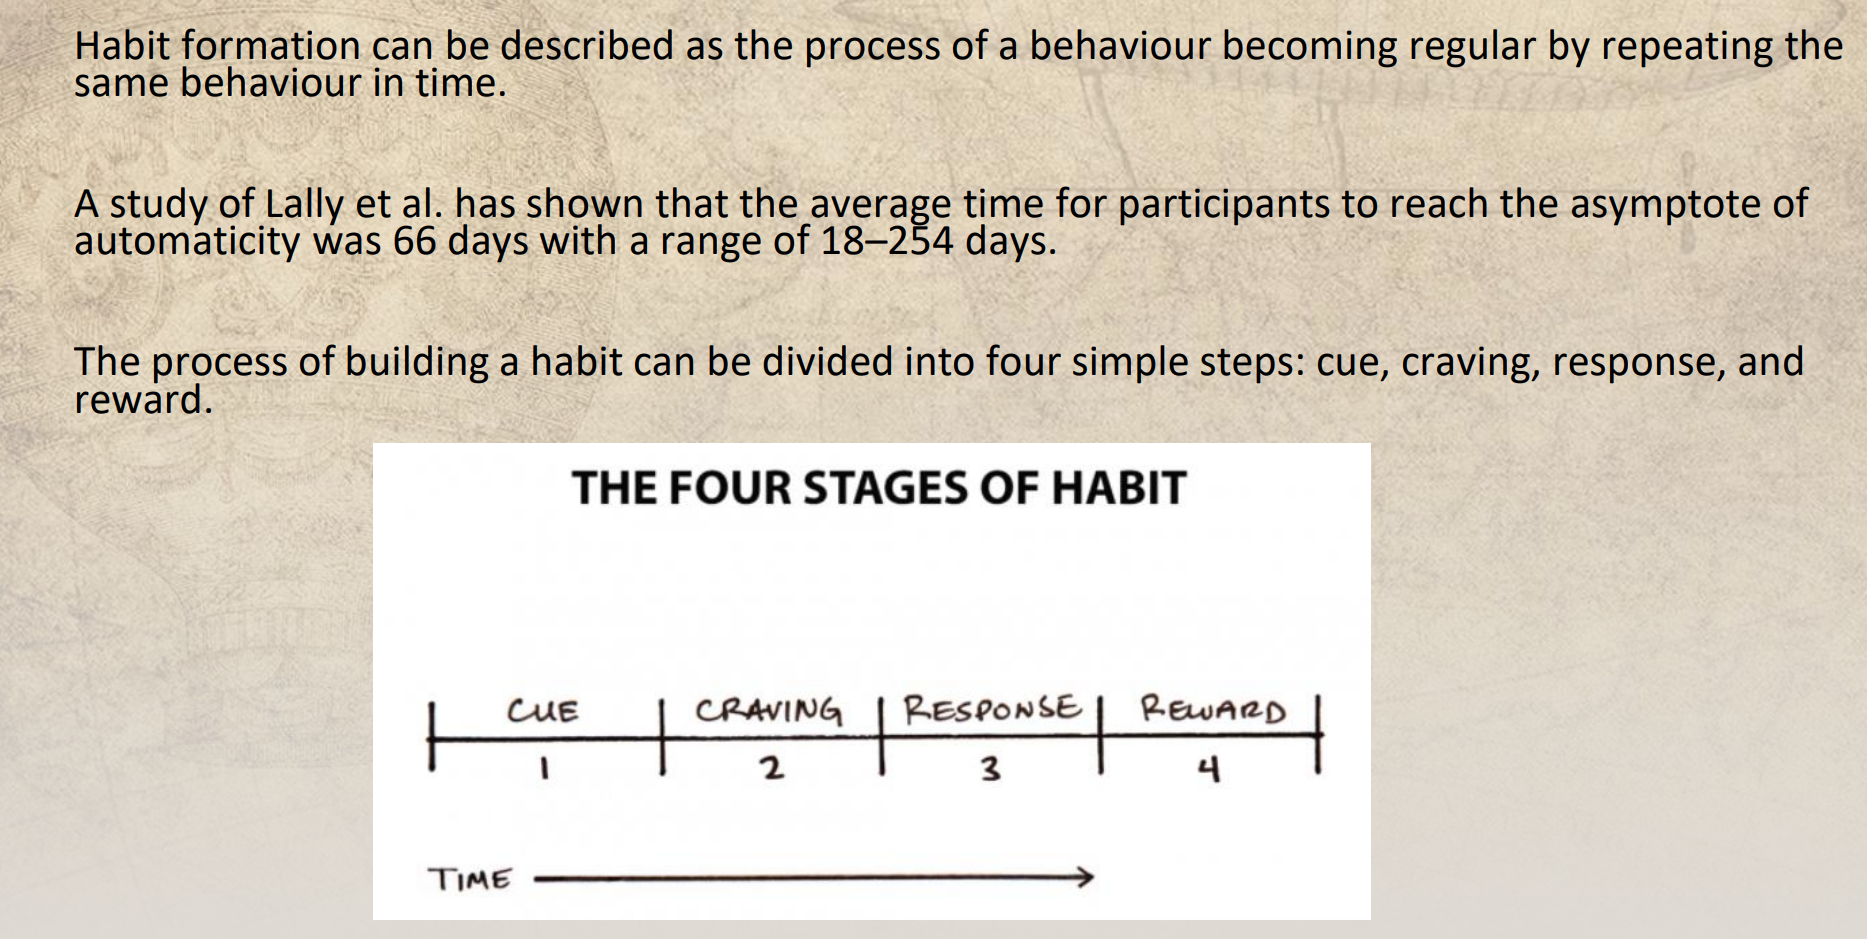 Habit formation can be described as the process of a behaviour becoming regular by repeating the
same behaviour in time.
A study of Lally et al. has shown that the average time for participants to reach the asymptote of
automaticity was 66 days with a range of 18–254 days.
The process of building a habit can be divided into four simple steps: cue, craving, response, and
reward.
THE FOUR STAGES OF HABIT
CUE CRAVING RESPONSE REWARD
1 2 3 4
TIME